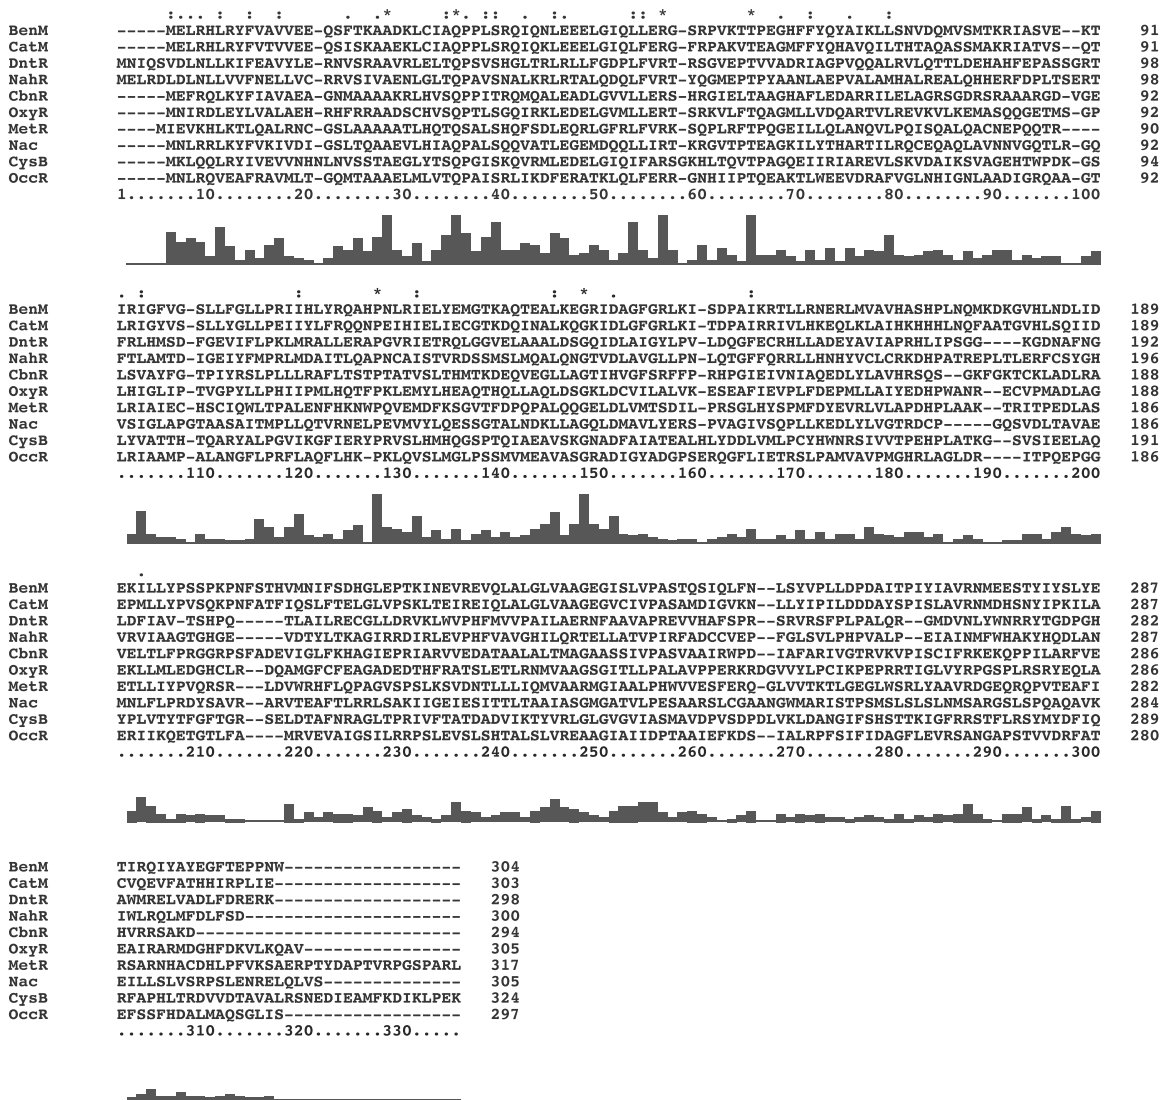 :... : : : . .* :*. :: . :. :: * * . : . :
BenM -----MELRHLRYFVAVVEE-QSFTKAADKLCIAQPPLSRQIQNLEEELGIQLLERG-SRPVKTTPEGHFFYQYAIKLLSNVDQMVSMTKRIASVE--KT 91
CatM -----MELRHLRYFVTVVEE-QSISKAAEKLCIAQPPLSRQIQKLEEELGIQLFERG-FRPAKVTEAGMFFYQHAVQILTHTAQASSMAKRIATVS--QT 91
DntR MNIQSVDLNLLKIFEAVYLE-RNVSRAAVRLELTQPSVSHGLTRLRLLFGDPLFVRT-RSGVEPTVVADRIAGPVQQALRVLQTTLDEHAHFEPASSGRT 98
NahR MELRDLDLNLLVVFNELLVC-RRVSIVAENLGLTQPAVSNALKRLRTALQDQLFVRT-YQGMEPTPYAANLAEPVALAMHALREALQHHERFDPLTSERT 98
CbnR -----MEFRQLKYFIAVAEA-GNMAAAAKRLHVSQPPITRQMQALEADLGVVLLERS-HRGIELTAAGHAFLEDARRILELAGRSGDRSRAAARGD-VGE 92
OxyR -----MNIRDLEYLVALAEH-RHFRRAADSCHVSQPTLSGQIRKLEDELGVMLLERT-SRKVLFTQAGMLLVDQARTVLREVKVLKEMASQQGETMS-GP 92
MetR ----MIEVKHLKTLQALRNC-GSLAAAAATLHQTQSALSHQFSDLEQRLGFRLFVRK-SQPLRFTPQGEILLQLANQVLPQISQALQACNEPQQTR---- 90
Nac -----MNLRRLKYFVKIVDI-GSLTQAAEVLHIAQPALSQQVATLEGEMDQQLLIRT-KRGVTPTEAGKILYTHARTILRQCEQAQLAVNNVGQTLR-GQ 92
CysB -----MKLQQLRYIVEVVNHNLNVSSTAEGLYTSQPGISKQVRMLEDELGIQIFARSGKHLTQVTPAGQEIIRIAREVLSKVDAIKSVAGEHTWPDK-GS 94
OccR -----MNLRQVEAFRAVMLT-GQMTAAAELMLVTQPAISRLIKDFERATKLQLFERR-GNHIIPTQEAKTLWEEVDRAFVGLNHIGNLAADIGRQAA-GT 92
1.......10........20........30........40........50........60........70........80........90........100
. : : * : : * . :
BenM IRIGFVG-SLLFGLLPRIIHLYRQAHPNLRIELYEMGTKAQTEALKEGRIDAGFGRLKI-SDPAIKRTLLRNERLMVAVHASHPLNQMKDKGVHLNDLID 189
CatM LRIGYVS-SLLYGLLPEIIYLFRQQNPEIHIELIECGTKDQINALKQGKIDLGFGRLKI-TDPAIRRIVLHKEQLKLAIHKHHHLNQFAATGVHLSQIID 189
DntR FRLHMSD-FGEVIFLPKLMRALLERAPGVRIETRQLGGVELAAALDSGQIDLAIGYLPV-LDQGFECRHLLADEYAVIAPRHLIPSGG----KGDNAFNG 192
NahR FTLAMTD-IGEIYFMPRLMDAITLQAPNCAISTVRDSSMSLMQALQNGTVDLAVGLLPN-LQTGFFQRRLLHNHYVCLCRKDHPATREPLTLERFCSYGH 196
CbnR LSVAYFG-TPIYRSLPLLLRAFLTSTPTATVSLTHMTKDEQVEGLLAGTIHVGFSRFFP-RHPGIEIVNIAQEDLYLAVHRSQS--GKFGKTCKLADLRA 188
OxyR LHIGLIP-TVGPYLLPHIIPMLHQTFPKLEMYLHEAQTHQLLAQLDSGKLDCVILALVK-ESEAFIEVPLFDEPMLLAIYEDHPWANR--ECVPMADLAG 188
MetR LRIAIEC-HSCIQWLTPALENFHKNWPQVEMDFKSGVTFDPQPALQQGELDLVMTSDIL-PRSGLHYSPMFDYEVRLVLAPDHPLAAK--TRITPEDLAS 186
Nac VSIGLAPGTAASAITMPLLQTVRNELPEVMVYLQESSGTALNDKLLAGQLDMAVLYERS-PVAGIVSQPLLKEDLYLVGTRDCP-----GQSVDLTAVAE 186
CysB LYVATTH-TQARYALPGVIKGFIERYPRVSLHMHQGSPTQIAEAVSKGNADFAIATEALHLYDDLVMLPCYHWNRSIVVTPEHPLATKG--SVSIEELAQ 191
OccR LRIAAMP-ALANGFLPRFLAQFLHK-PKLQVSLMGLPSSMVMEAVASGRADIGYADGPSERQGFLIETRSLPAMVAVPMGHRLAGLDR----ITPQEPGG 186
.......110.......120.......130.......140.......150.......160.......170.......180.......190.......200
.
BenM EKILLYPSSPKPNFSTHVMNIFSDHGLEPTKINEVREVQLALGLVAAGEGISLVPASTQSIQLFN--LSYVPLLDPDAITPIYIAVRNMEESTYIYSLYE 287
CatM EPMLLYPVSQKPNFATFIQSLFTELGLVPSKLTEIREIQLALGLVAAGEGVCIVPASAMDIGVKN--LLYIPILDDDAYSPISLAVRNMDHSNYIPKILA 287
DntR LDFIAV-TSHPQ----TLAILRECGLLDRVKLWVPHFMVVPAILAERNFAAVAPREVVHAFSPR--SRVRSFPLPALQR--GMDVNLYWNRRYTGDPGH 282
NahR VRVIAAGTGHGE----VDTYLTKAGIRRDIRLEVPHFVAVGHILQRTELLATVPIRFADCCVEP--FGLSVLPHPVALP--EIAINMFWHAKYHQDLAN 287
CbnR VELTLFPRGGRPSFADEVIGLFKHAGIEPRIARVVEDATAALALTMAGAASSIVPASVAAIRWPD--IAFARIVGTRVKVPISCIFRKEKQPPILARFVE 286
OxyR EKLLMLEDGHCLR--DQAMGFCFEAGADEDTHFRATSLETLRNMVAAGSGITLLPALAVPPERKRDGVVYLPCIKPEPRRTIGLVYRPGSPLRSRYEQLA 286
MetR ETLLIYPVQRSR---LDVWRHFLQPAGVSPSLKSVDNTLLLIQMVAARMGIAALPHWVVESFERQ-GLVVTKTLGEGLWSRLYAAVRDGEQRQPVTEAFI 282
Nac MNLFLPRDYSAVR--ARVTEAFTLRRLSAKIIGEIESITTLTAAIASGMGATVLPESAARSLCGAANGWMARISTPSMSLSLSLNMSARGSLSPQAQAVK 284
CysB YPLVTYTFGFTGR--SELDTAFNRAGLTPRIVFTATDADVIKTYVRLGLGVGVIASMAVDPVSDPDLVKLDANGIFSHSTTKIGFRRSTFLRSYMYDFIQ 289
OccR ERIIKQETGTLFA----MRVEVAIGSILRRPSLEVSLSHTALSLVREAAGIAIIDPTAAIEFKDS--IALRPFSIFIDAGFLEVRSANGAPSTVVDRFAT 280
.......210.......220.......230.......240.......250.......260.......270.......280.......290.......300
BenM TIRQIYAYEGFTEPPNW------------------ 304
CatM CVQEVFATHHIRPLIE------------------- 303
DntR AWMRELVADLFDRERK------------------- 298
NahR IWLRQLMFDLFSD---------------------- 300
CbnR HVRRSAKD--------------------------- 294
OxyR EAIRARMDGHFDKVLKQAV---------------- 305
MetR RSARNHACDHLPFVKSAERPTYDAPTVRPGSPARL 317
Nac EILLSLVSRPSLENRELQLVS-------------- 305
CysB RFAPHLTRDVVDTAVALRSNEDIEAMFKDIKLPEK 324
OccR EFSSFHDALMAQSGLIS------------------ 297
.......310.......320.......330.....